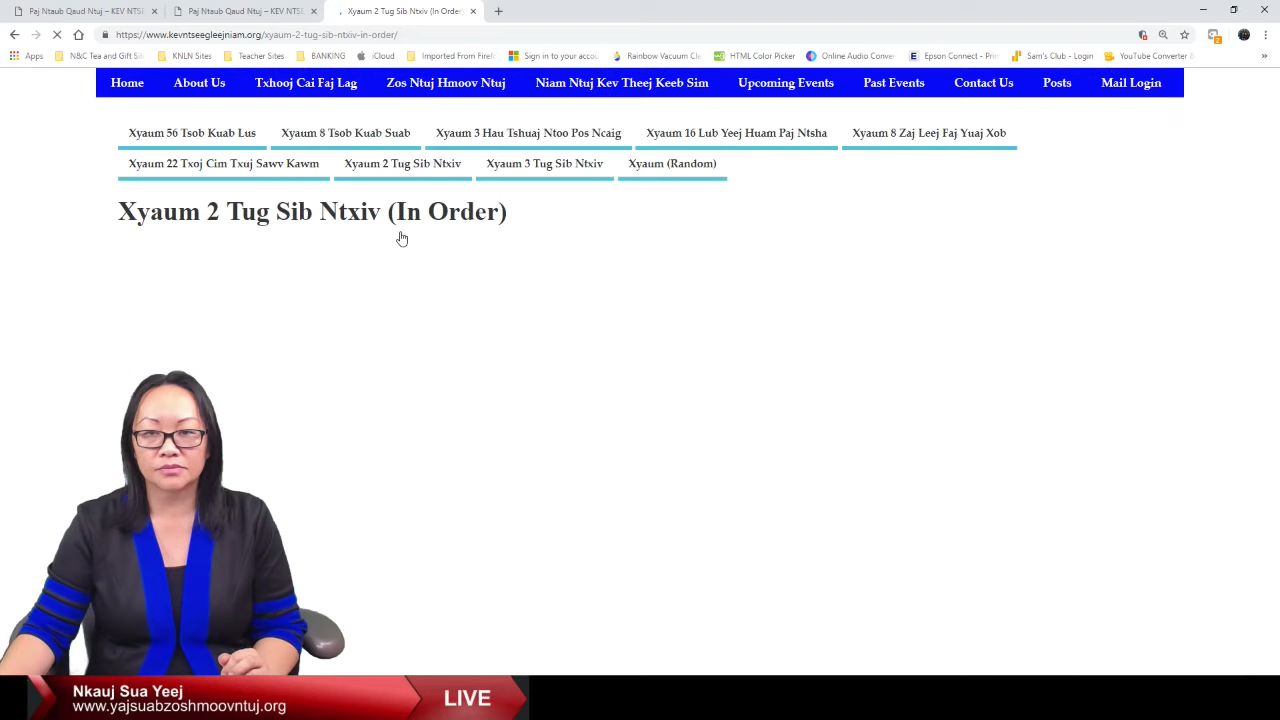 Paj Ntaub Qaud Ntuj – KEV NTSE
Paj Ntaub Qaud Ntuj – KEV NTSE
Xyaum 2 Tug Sib Ntxiv (In Order)
https://www.kevntseegleejniam.org/xyaum-2-tug-sib-ntxiv-in-order/
Apps N&C Tea and Gift KNLN Sites Teacher Sites BANKING iCloud Imported From Sign in to your Rainbow Vacuum HTML Color Picker Online Audio Epson Connect Sam's Club - Login YouTube Converter &
Home About Us Txhooj Cai Faj Lag Zos Ntuj Hmoov Ntuj Niam Ntuj Kev Theej Keeb Sim Upcoming Events Past Events Contact Us Posts Mail Login
Xyaum 56 Tsob Kuab Lus Xyaum 8 Tsob Kuab Suab Xyaum 3 Hau Tshuaj Ntoo Pos Ncaig Xyaum 16 Lub Yeej Huam Paj Ntsha Xyaum 8 Zaj Leej Faj Yuaj Xob
Xyaum 22 Txoj Cim Txuj Sawv Kawm Xyaum 2 Tug Sib Ntxiv Xyaum 3 Tug Sib Ntxiv Xyaum (Random)
Xyaum 2 Tug Sib Ntxiv (In Order)
Nkauj Sua Yeej
www.yajsuabzoshmoovntuj.org
LIVE